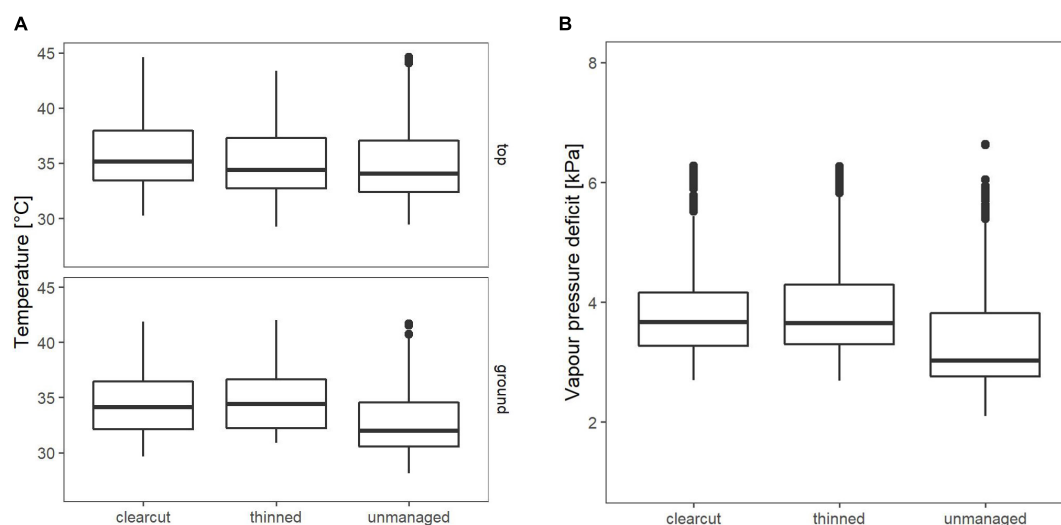 A
Temperature [°C]
45
40
35
30
top
45
40
35
30
ground
clearcut
thinned
unmanaged
B
Vapour pressure deficit [kPa]
8
6
4
2
clearcut
thinned
unmanaged